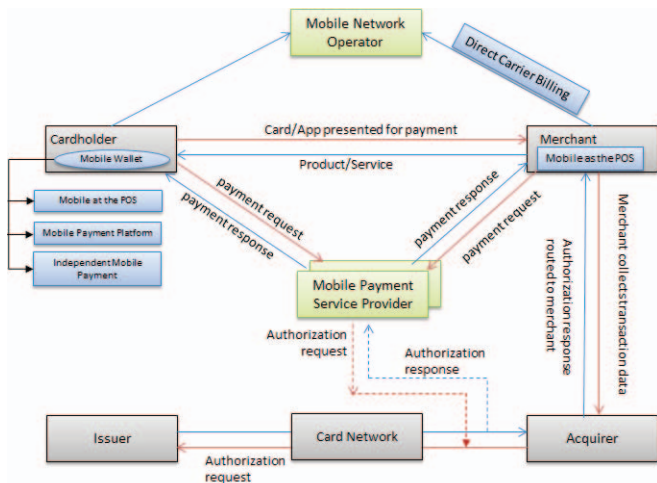 Mobile Network
Operator
Direct Carrier Billing
Cardholder
Mobile Wallet
Card/App presented for payment
Merchant
Mobile as the POS
Product/Service
Mobile at the POS
Mobile Payment Platform
Independent Mobile
Payment
payment request
payment response
payment response
payment request
Mobile Payment
Service Provider
Authorization response
routed to merchant
Merchant collects transaction data
Authorization
request
Authorization
response
Issuer
Card Network
Acquirer
Authorization
request